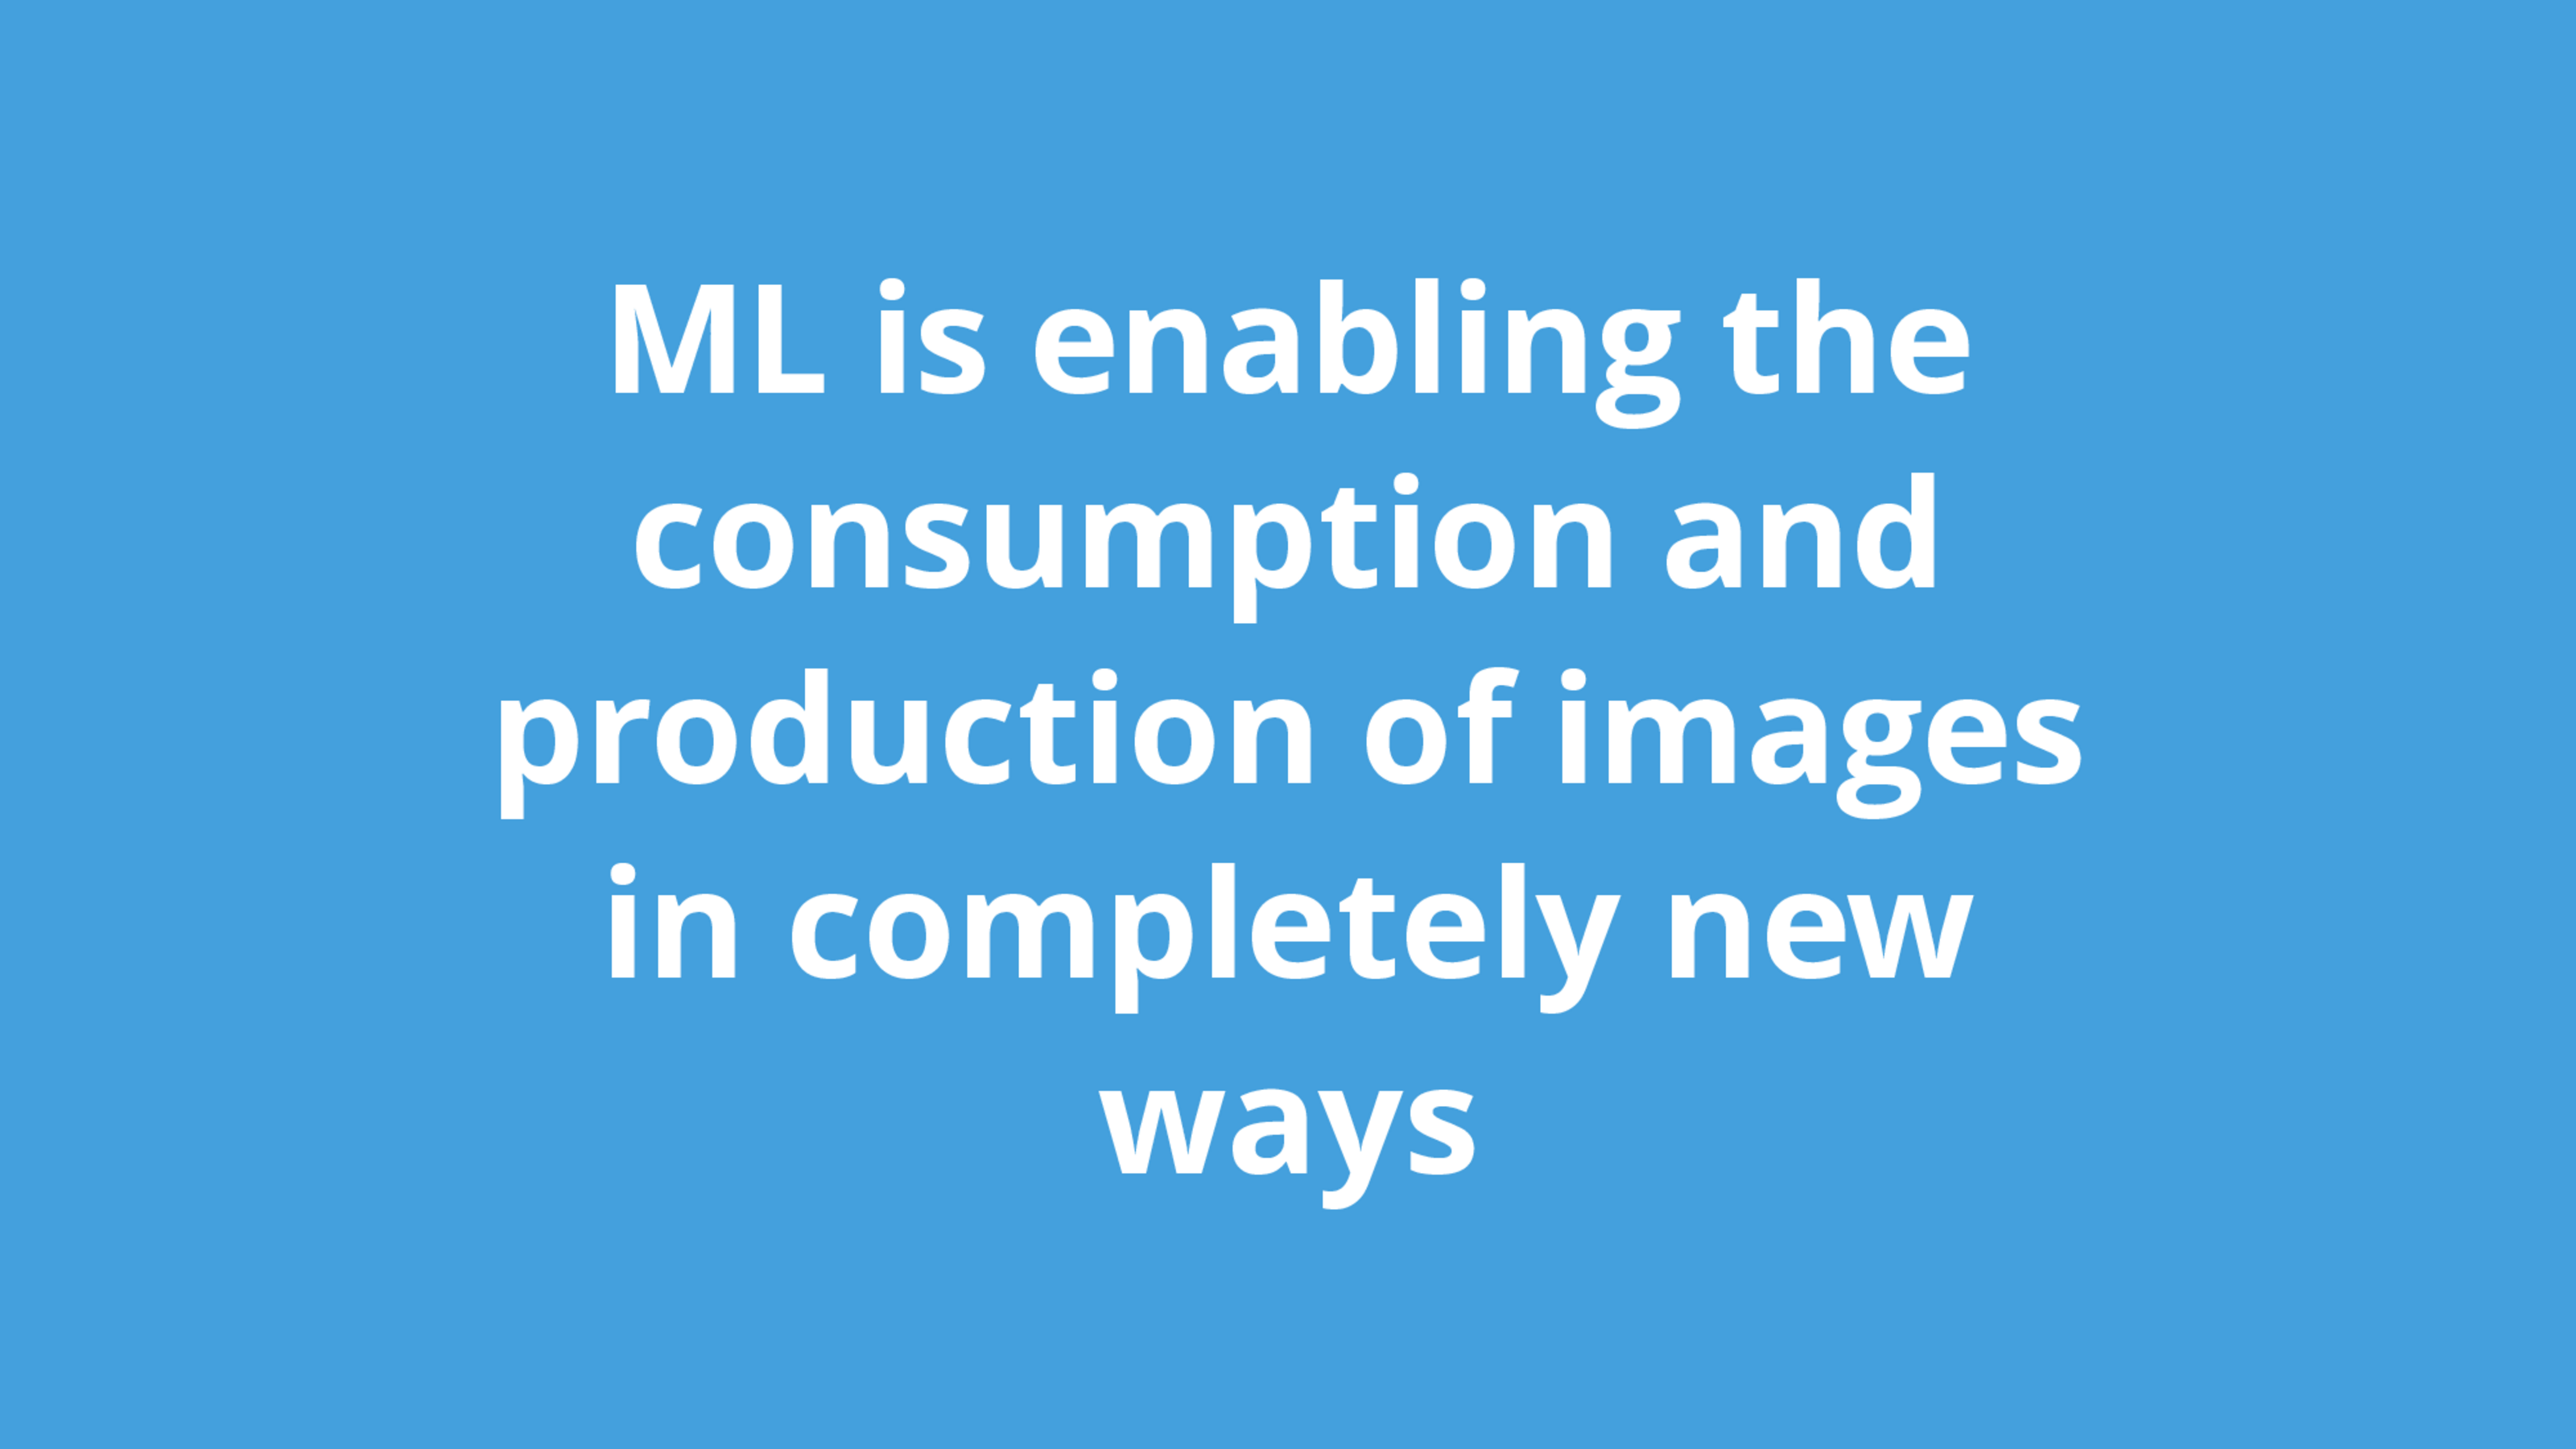 ML is enabling the
consumption and
production of images
in completely new
ways